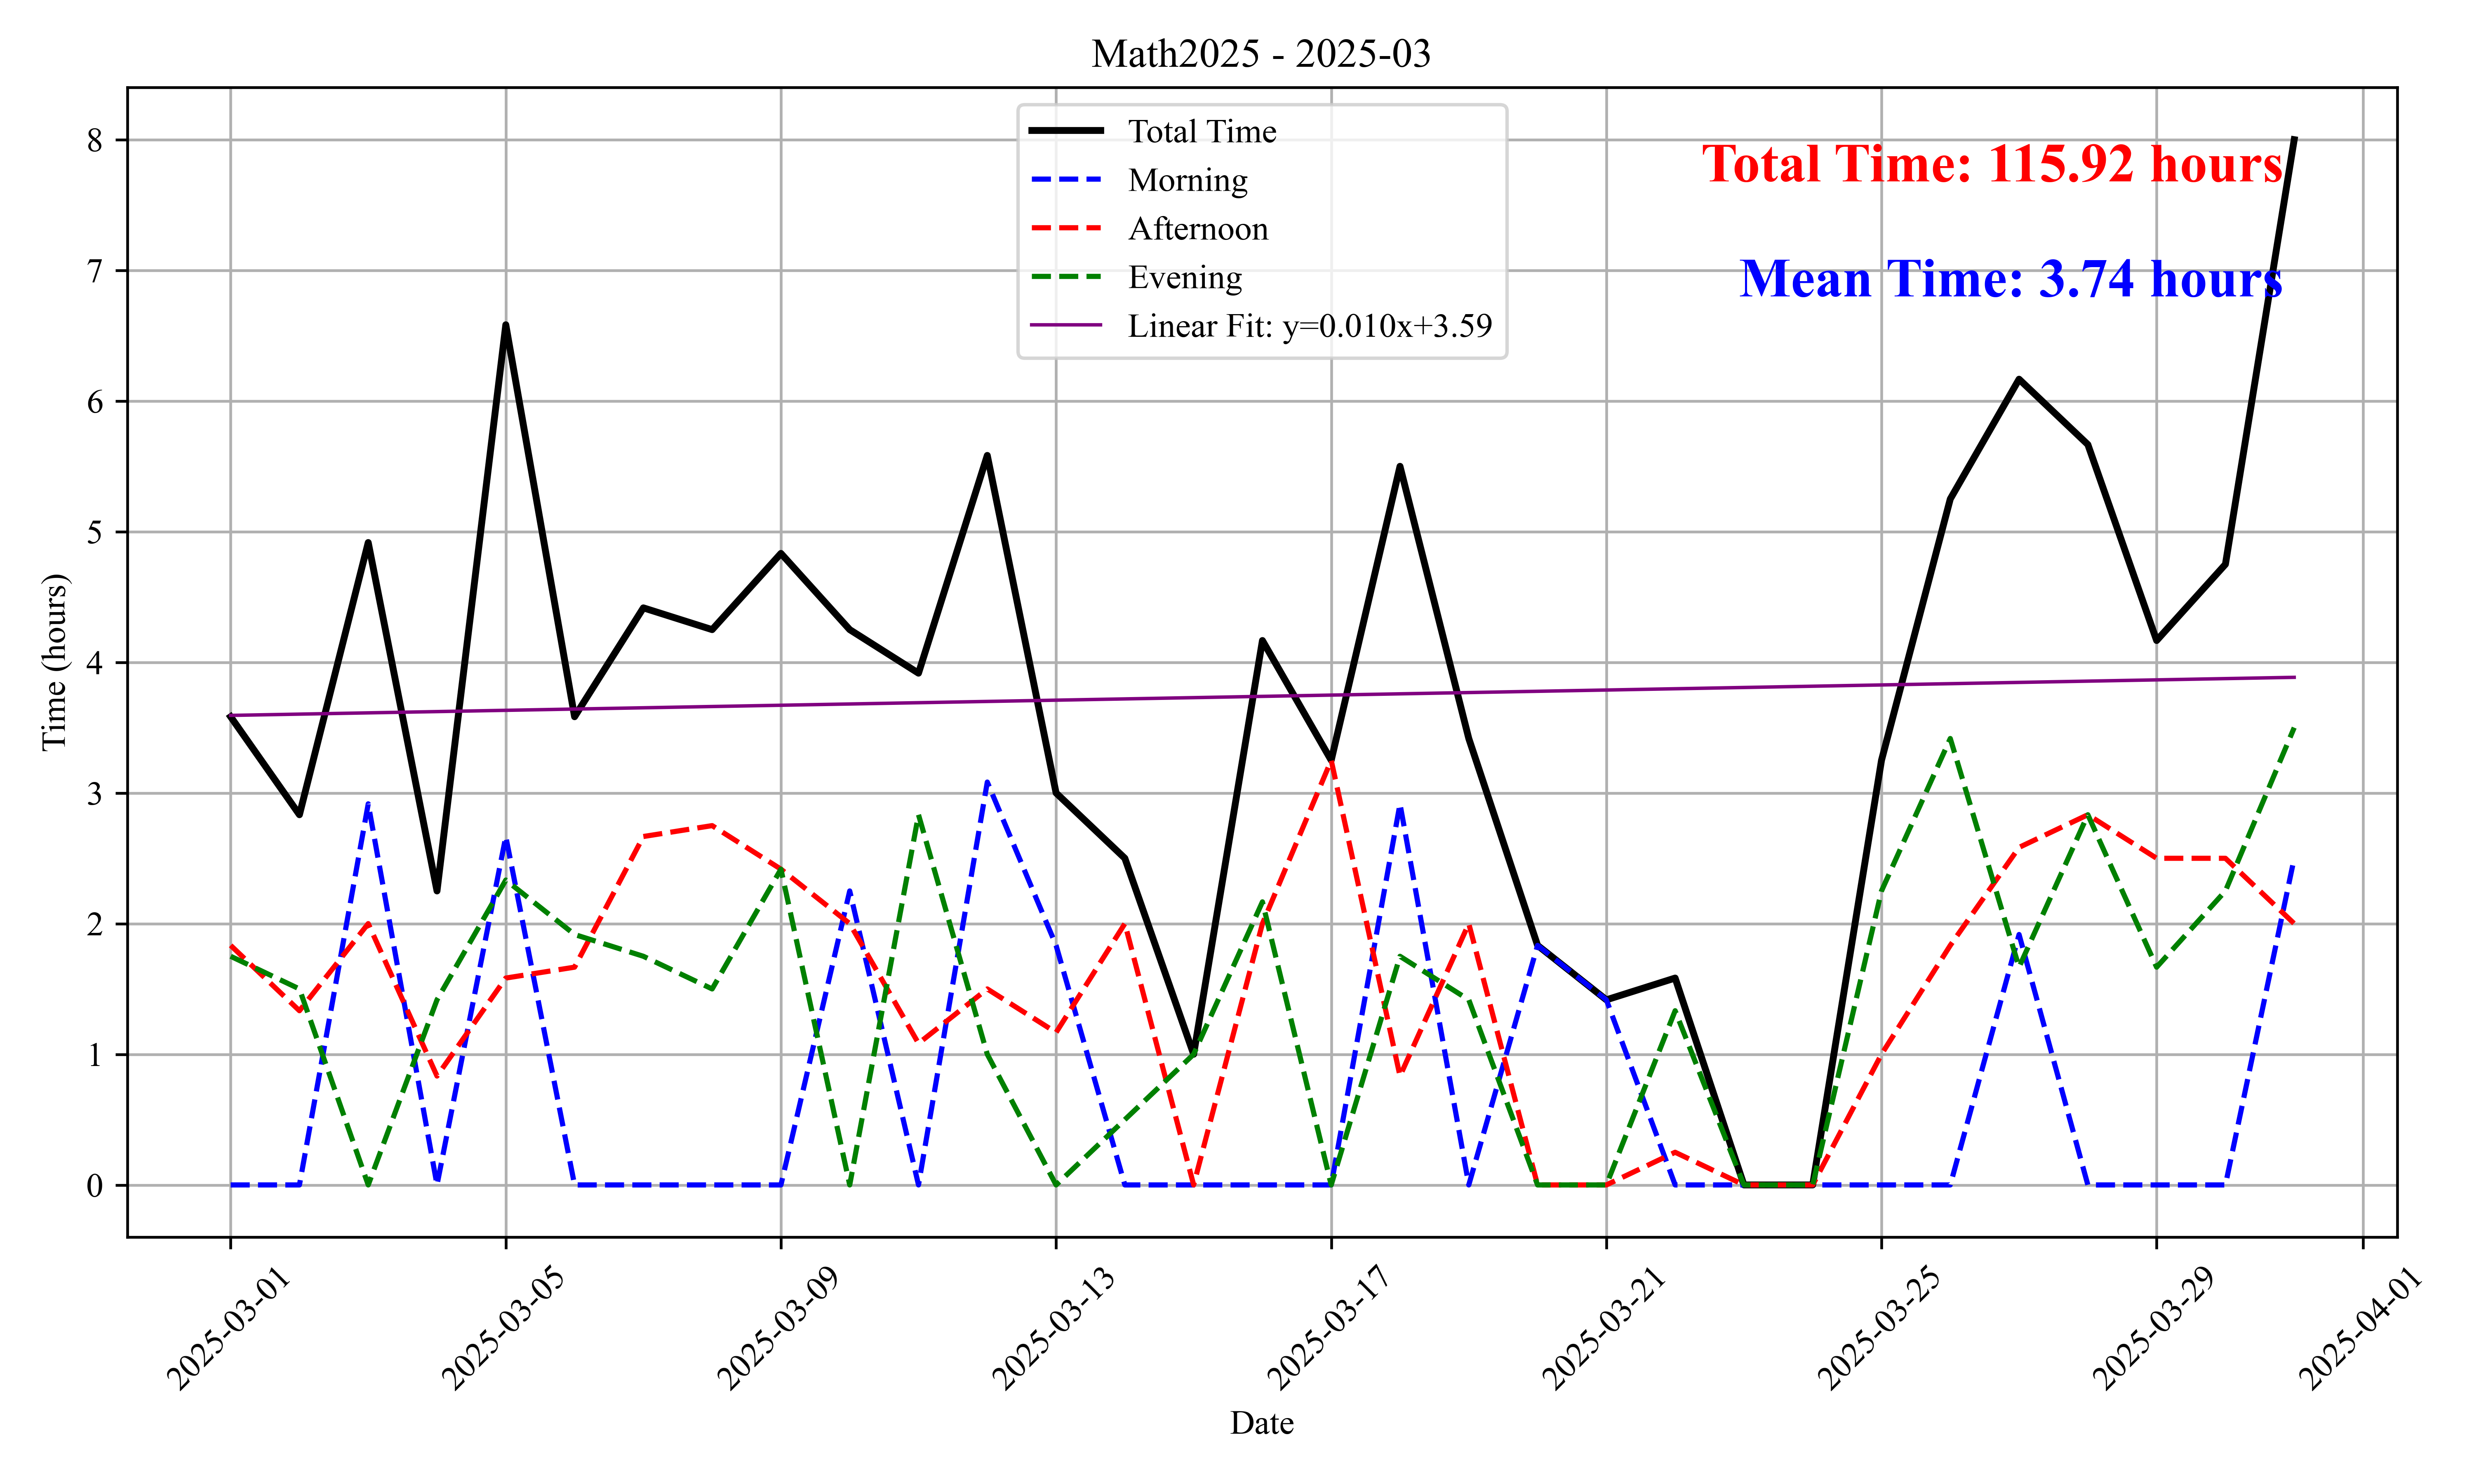 Math2025 - 2025-03
Total Time
Morning
Afternoon
Evening
Linear Fit: y=0.010x+3.59
Total Time: 115.92 hours
Mean Time: 3.74 hours
Time (hours)
8
7
6
5
4
3
2
1
0
2025-03-01
2025-03-05
2025-03-09
2025-03-13
2025-03-17
2025-03-21
2025-03-25
2025-03-29
2025-04-01
Date